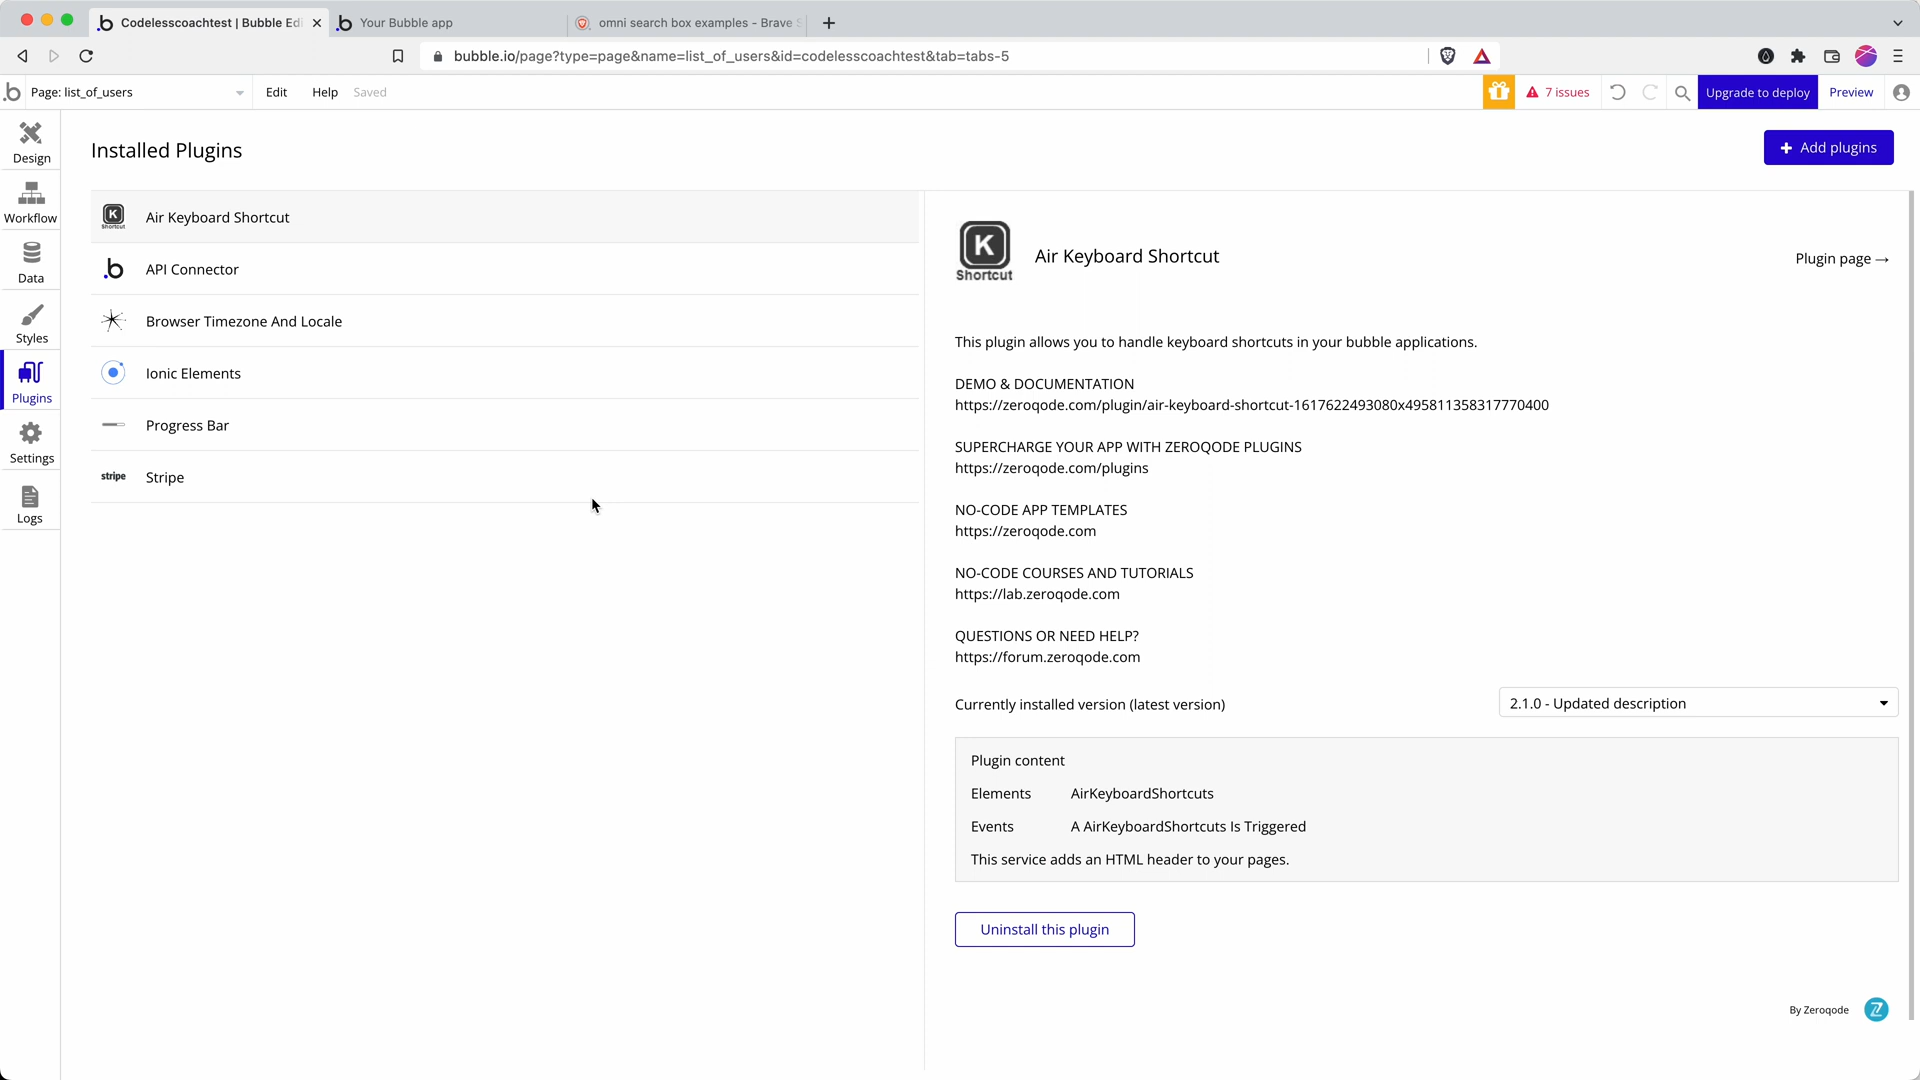 Codelesscoachtest | Bubble Edi
Your Bubble app
omni search box examples - Brave S
bubble.io/page?type=page&name=list_of_users&id=codelesscoachtest&tab=tabs-5
Page: list_of_users
Edit
Help
Saved
7 issues
Upgrade to deploy
Preview
Design
Workflow
Data
Styles
Plugins
Settings
Logs
Installed Plugins
Add plugins
K
Shortcut
Air Keyboard Shortcut
API Connector
Browser Timezone And Locale
Ionic Elements
Progress Bar
stripe
Stripe
K
Shortcut
Air Keyboard Shortcut
Plugin page →
This plugin allows you to handle keyboard shortcuts in your bubble applications.
DEMO & DOCUMENTATION
https://zeroqode.com/plugin/air-keyboard-shortcut-1617622493080x495811358317770400
SUPERCHARGE YOUR APP WITH ZEROQODE PLUGINS
https://zeroqode.com/plugins
NO-CODE APP TEMPLATES
https://zeroqode.com
NO-CODE COURSES AND TUTORIALS
https://lab.zeroqode.com
QUESTIONS OR NEED HELP?
https://forum.zeroqode.com
Currently installed version (latest version)
2.1.0 - Updated description
Plugin content
Elements AirKeyboardShortcuts
Events A AirKeyboardShortcuts Is Triggered
This service adds an HTML header to your pages.
Uninstall this plugin
By Zeroqode
Z